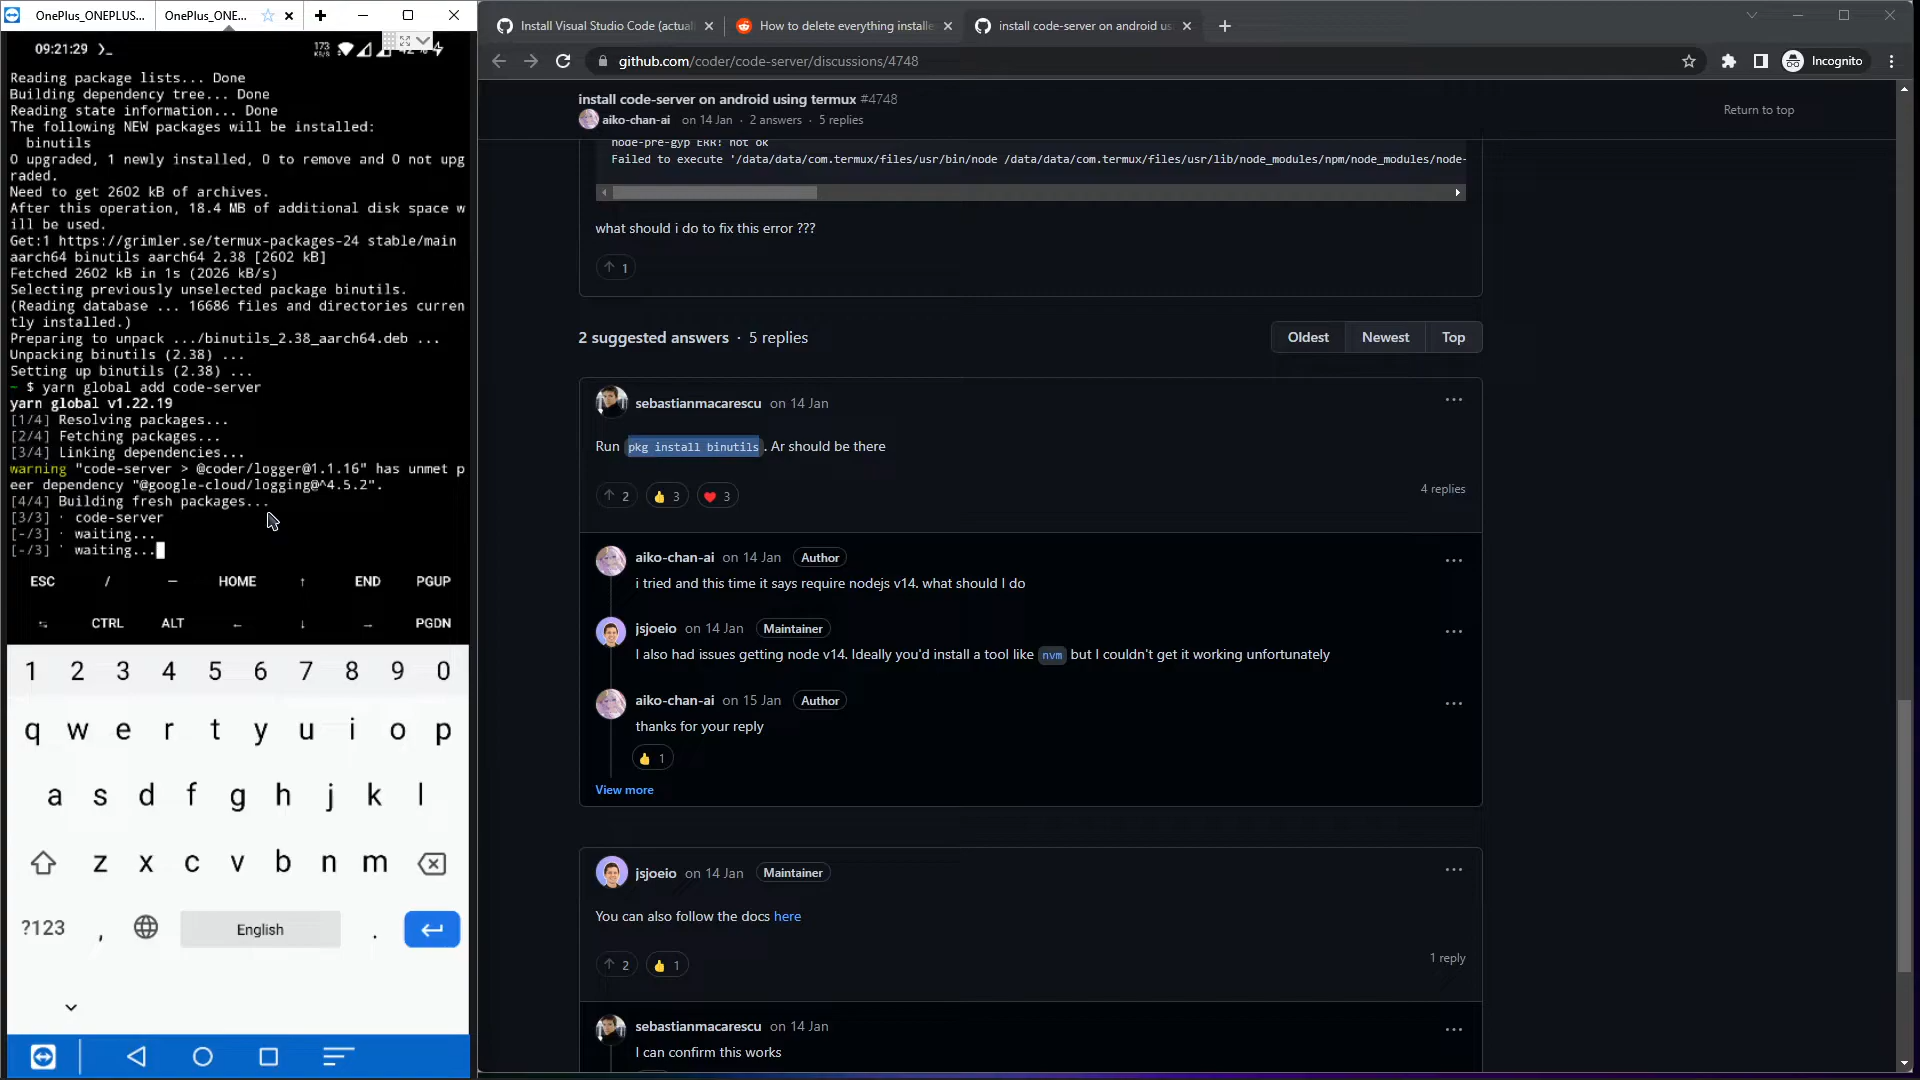 OnePlus_ONEPLUS...
OnePlus_ONE...
09:21:29
173
KB/S
Reading package lists... Done
Building dependency tree... Done
Reading state information... Done
The following NEW packages will be installed:
binutils
0 upgraded, 1 newly installed, 0 to remove and 0 not upg
raded.
Need to get 2602 kB of archives.
After this operation, 18.4 MB of additional disk space w
ill be used.
Get:1 https://grimler.se/termux-packages-24 stable/main
aarch64 binutils aarch64 2.38 [2602 kB]
Fetched 2602 kB in 1s (2026 kB/s)
Selecting previously unselected package binutils.
(Reading database ... 16686 files and directories curren
tly installed.)
Preparing to unpack .../binutils_2.38_aarch64.deb ...
Unpacking binutils (2.38) ...
Setting up binutils (2.38) ...
~ $ yarn global add code-server
yarn global v1.22.19
[1/4] Resolving packages...
[2/4] Fetching packages...
[3/4] Linking dependencies...
warning "code-server > @coder/logger@1.1.16" has unmet p
eer dependency "@google-cloud/logging@^4.5.2".
[4/4] Building fresh packages...
[3/3] · code-server
[-/3] · waiting...
[-/3] waiting...
ESC / — HOME ↑ END PGUP
CTRL ALT ← ↓ → PGDN
1 2 3 4 5 6 7 8 9 0
q w e r t y u i o p
a s d f g h j k l
z x c v b n m
?123 , English .
Install Visual Studio Code (actual
How to delete everything installe
install code-server on android us
github.com/coder/code-server/discussions/4748
Incognito
install code-server on android using termux #4748
aiko-chan-ai on 14 Jan · 2 answers · 5 replies
Return to top
node-pre-gyp ERR! not ok
Failed to execute '/data/data/com.termux/files/usr/bin/node /data/data/com.termux/files/usr/lib/node_modules/npm/node_modules/node-
what should i do to fix this error ???
1
2 suggested answers · 5 replies
Oldest Newest Top
sebastianmacarescu on 14 Jan
Run pkg install binutils . Ar should be there
2 3 3
4 replies
aiko-chan-ai on 14 Jan Author
i tried and this time it says require nodejs v14. what should I do
jsjoeio on 14 Jan Maintainer
I also had issues getting node v14. Ideally you'd install a tool like nvm but I couldn't get it working unfortunately
aiko-chan-ai on 15 Jan Author
thanks for your reply
1
View more
jsjoeio on 14 Jan Maintainer
You can also follow the docs here
2 1
1 reply
sebastianmacarescu on 14 Jan
I can confirm this works